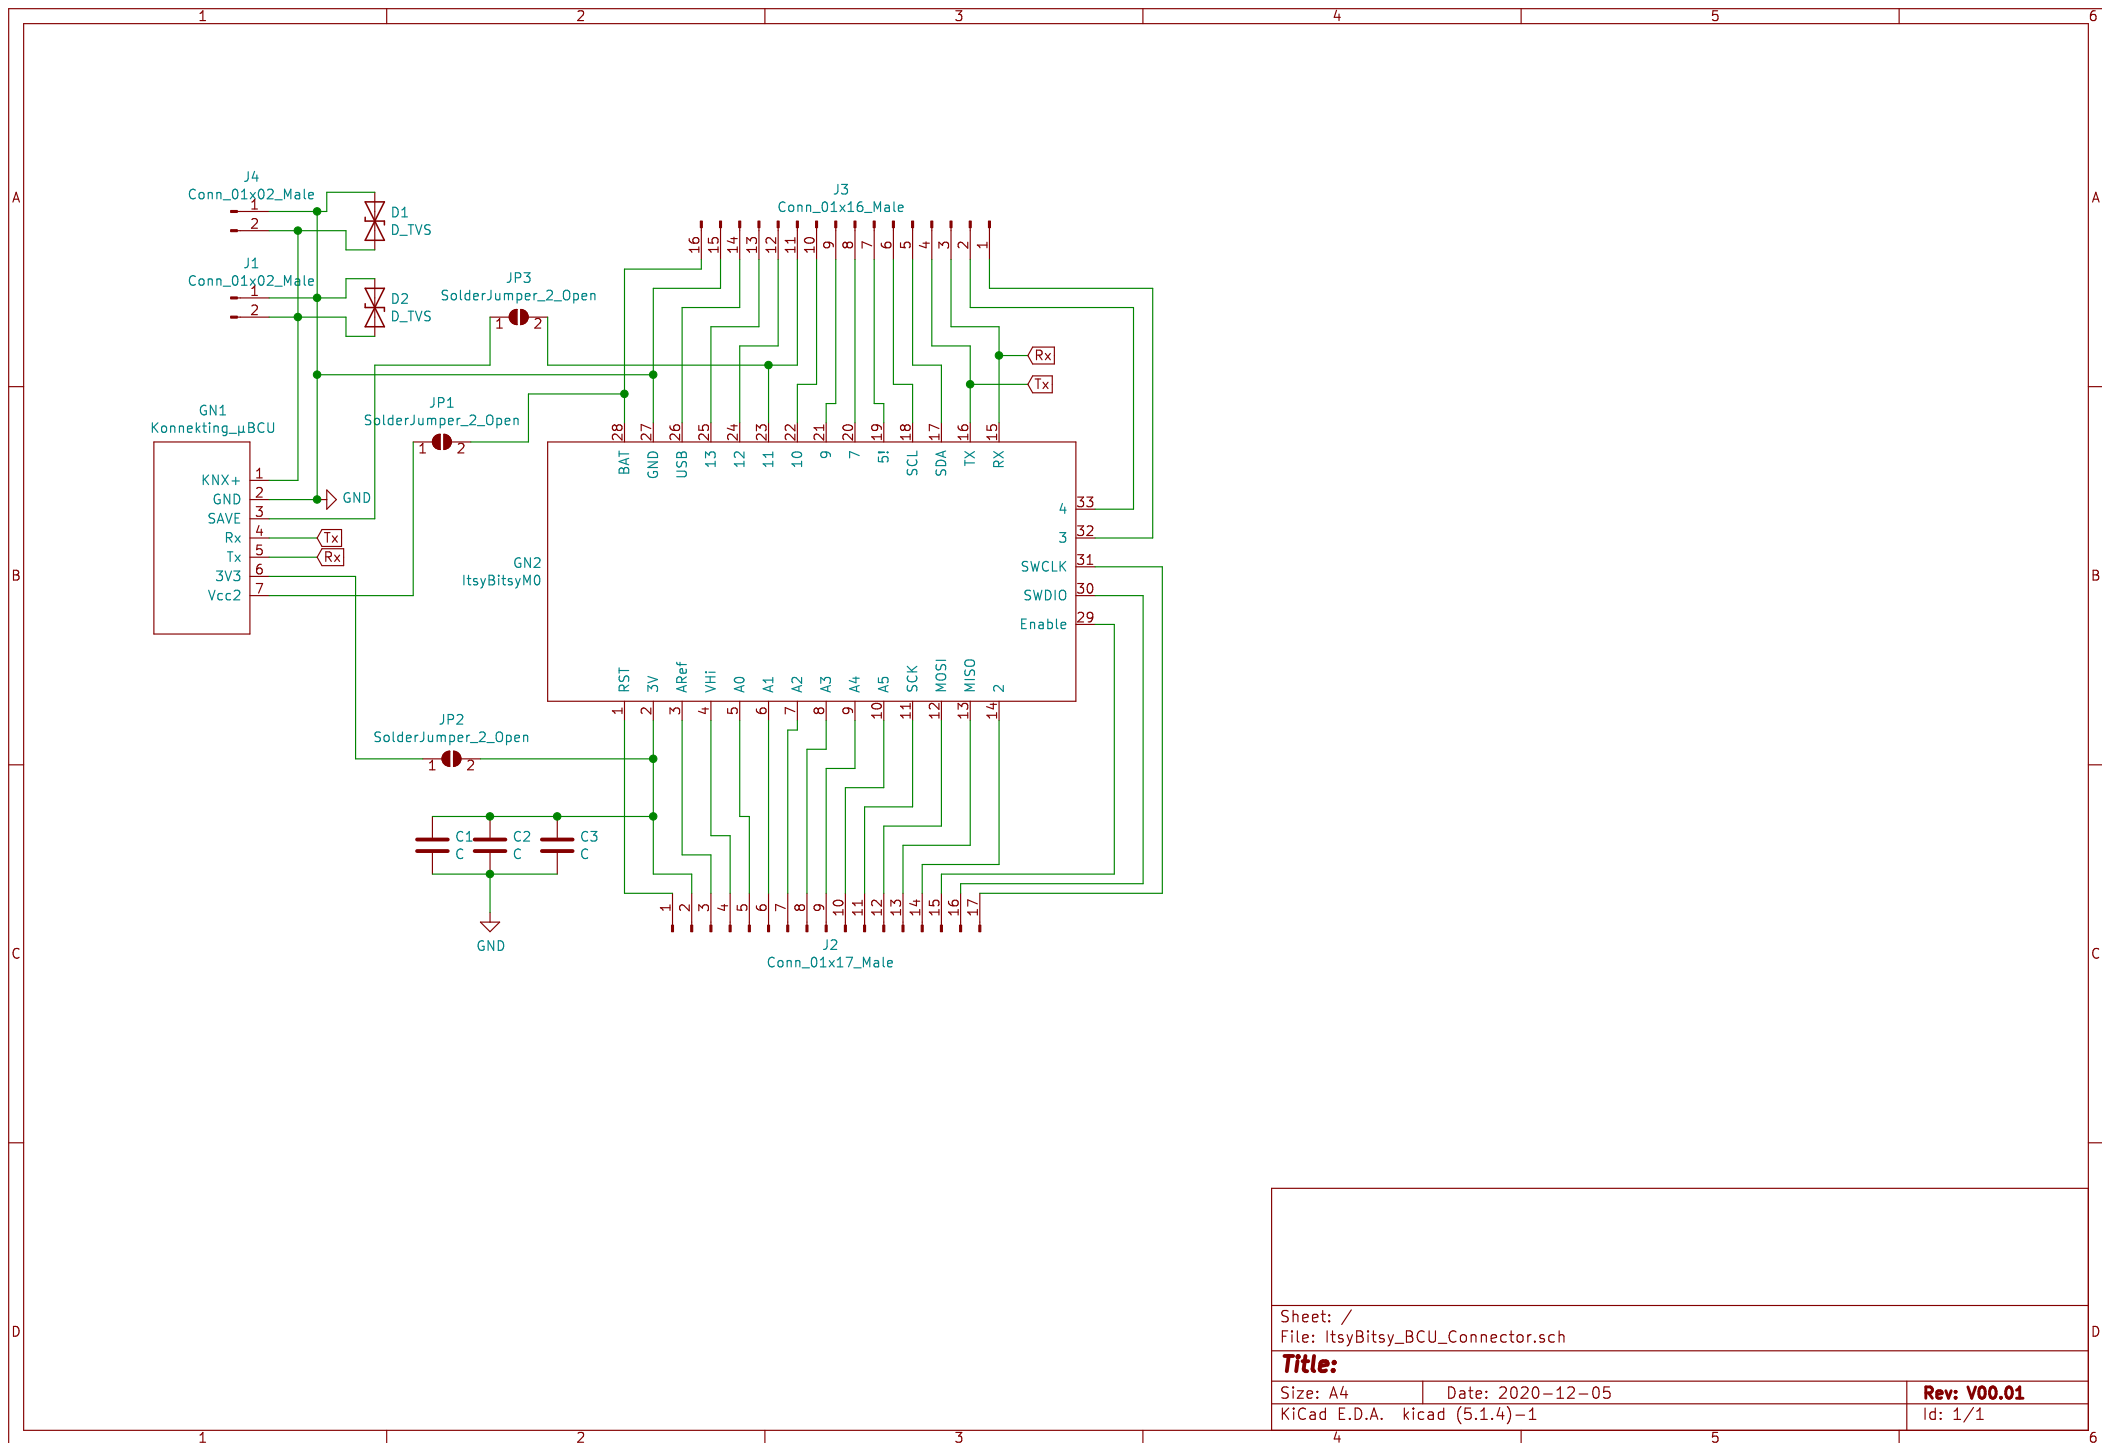 1 2 3 4 5 6
A A
B B
C C
D D
J4
Conn_01x02_Male
1
2
D1
D_TVS
J1
Conn_01x02_Male
1
2
D2
D_TVS
JP3
SolderJumper_2_Open
1 2
J3
Conn_01x16_Male
16 15 14 13 12 11 10 9 8 7 6 5 4 3 2 1
Rx
Tx
JP1
SolderJumper_2_Open
1 2
GN1
Konnekting_µBCU
KNX+ 1
GND 2
SAVE 3
Rx 4
Tx 5
3V3 6
Vcc2 7
GND
Tx
Rx
28 27 26 25 24 23 22 21 20 19 18 17 16 15
BAT GND USB 13 12 11 10 9 7 5! SCL SDA TX RX
4 33
3 32
SWCLK 31
SWDIO 30
Enable 29
GN2
ItsyBitsyM0
RST 3V ARef VHi A0 A1 A2 A3 A4 A5 SCK MOSI MISO 2
1 2 3 4 5 6 7 8 9 10 11 12 13 14
JP2
SolderJumper_2_Open
1 2
C1
C
C2
C
C3
C
GND
1 2 3 4 5 6 7 8 9 10 11 12 13 14 15 16 17
J2
Conn_01x17_Male
Sheet: /
File: ItsyBitsy_BCU_Connector.sch
Title:
Size: A4 Date: 2020-12-05 Rev: V00.01
KiCad E.D.A. kicad (5.1.4)-1 Id: 1/1
1 2 3 4 5 6